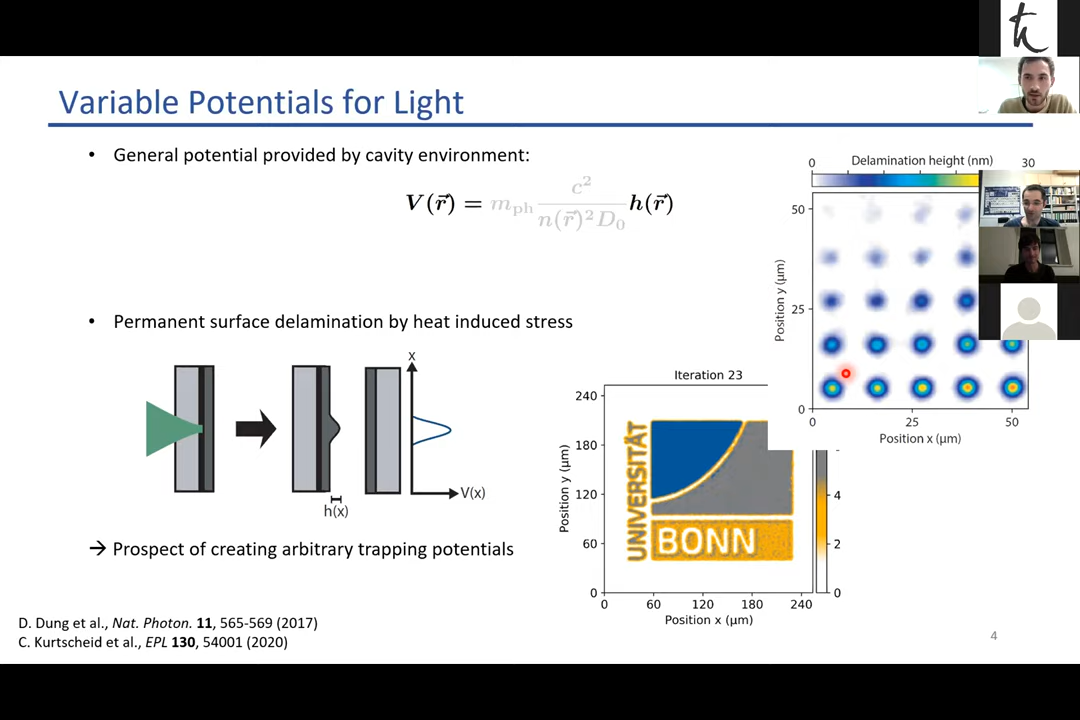 Variable Potentials for Light
• General potential provided by cavity environment:
V(r⃗) = m_ph c² / n(r⃗)² D₀ h(r⃗)
• Permanent surface delamination by heat induced stress
x
V(x)
h(x)
→ Prospect of creating arbitrary trapping potentials
D. Dung et al., Nat. Photon. 11, 565-569 (2017)
C. Kurtscheid et al., EPL 130, 54001 (2020)
Iteration 23
Position y (µm)
240
180
120
60
0
UNIVERSITÄT
BONN
0 60 120 180 240
Position x (µm)
4
2
0
0 Delamination height (nm) 30
Position y (µm)
50
25
0
0 25 50
Position x (µm)
4